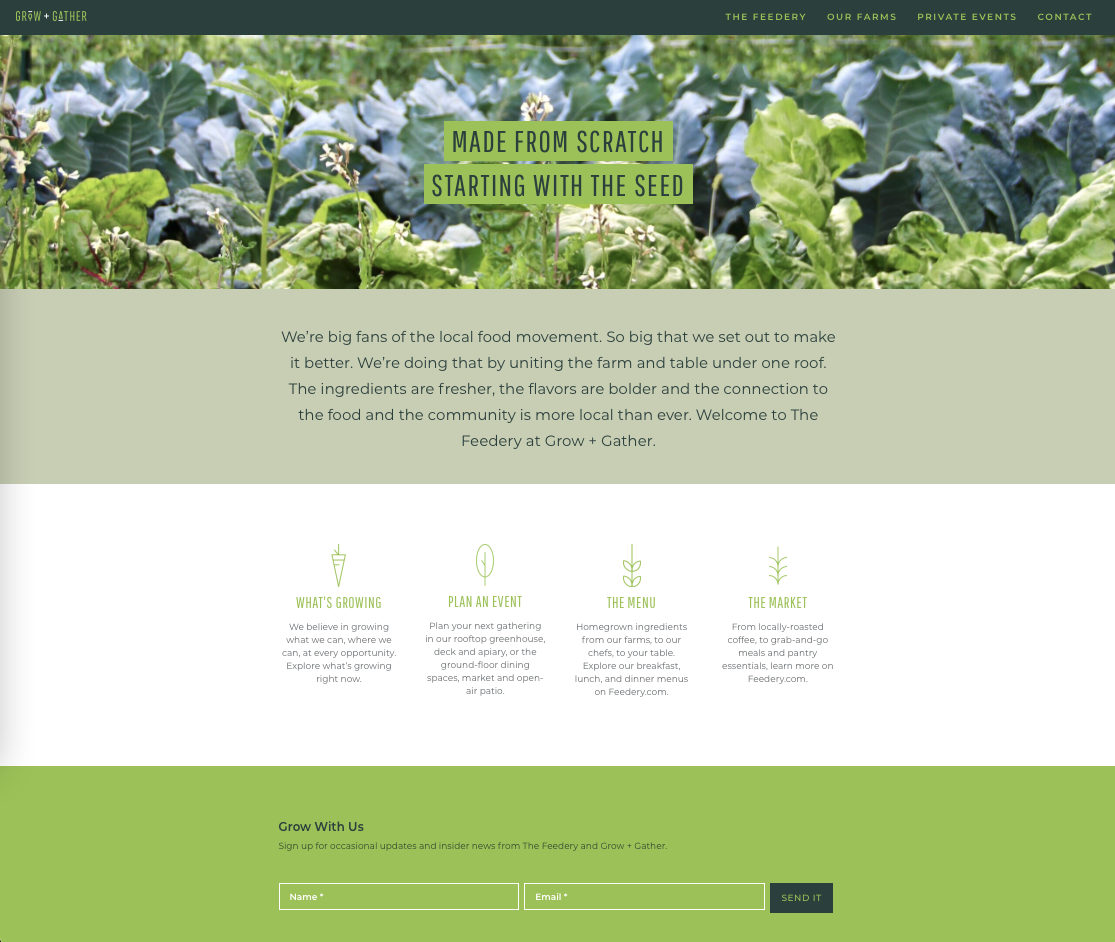 GROW + GATHER
THE FEEDERY OUR FARMS PRIVATE EVENTS CONTACT
MADE FROM SCRATCH
STARTING WITH THE SEED
We’re big fans of the local food movement. So big that we set out to make
it better. We’re doing that by uniting the farm and table under one roof.
The ingredients are fresher, the flavors are bolder and the connection to
the food and the community is more local than ever. Welcome to The
Feedery at Grow + Gather.
WHAT’S GROWING
We believe in growing
what we can, where we
can, at every opportunity.
Explore what’s growing
right now.
PLAN AN EVENT
Plan your next gathering
in our rooftop greenhouse,
deck and apiary, or the
ground-floor dining
spaces, market and open-
air patio.
THE MENU
Homegrown ingredients
from our farms, to our
chefs, to your table.
Explore our breakfast,
lunch, and dinner menus
on Feedery.com.
THE MARKET
From locally-roasted
coffee, to grab-and-go
meals and pantry
essentials, learn more on
Feedery.com.
Grow With Us
Sign up for occasional updates and insider news from The Feedery and Grow + Gather.
Name * Email * SEND IT